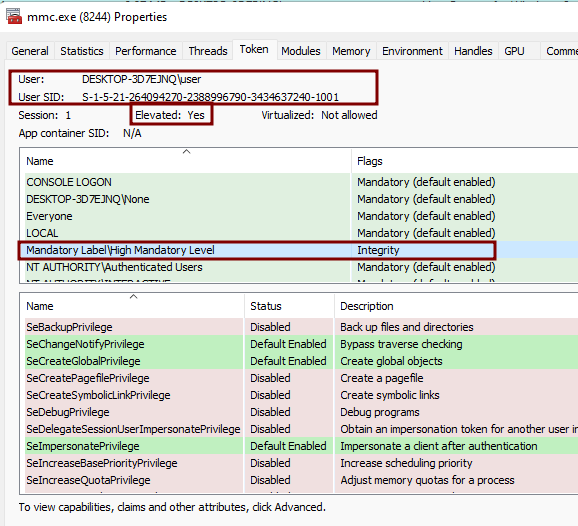 mmc.exe (8244) Properties
General Statistics Performance Threads Token Modules Memory Environment Handles GPU Comme
User: DESKTOP-3D7EJNQ\user
User SID: S-1-5-21-264094270-2388996790-3434637240-1001
Session: 1 Elevated: Yes Virtualized: Not allowed
App container SID: N/A
Name Flags
CONSOLE LOGON Mandatory (default enabled)
DESKTOP-3D7EJNQ\None Mandatory (default enabled)
Everyone Mandatory (default enabled)
LOCAL Mandatory (default enabled)
Mandatory Label\High Mandatory Level Integrity
NT AUTHORITY\Authenticated Users Mandatory (default enabled)
NT AUTHORITY\INTERACTIVE Mandatory (default enabled)
Name Status Description
SeBackupPrivilege Disabled Back up files and directories
SeChangeNotifyPrivilege Default Enabled Bypass traverse checking
SeCreateGlobalPrivilege Default Enabled Create global objects
SeCreatePagefilePrivilege Disabled Create a pagefile
SeCreateSymbolicLinkPrivilege Disabled Create symbolic links
SeDebugPrivilege Disabled Debug programs
SeDelegateSessionUserImpersonatePrivilege Disabled Obtain an impersonation token for another user in
SeImpersonatePrivilege Default Enabled Impersonate a client after authentication
SeIncreaseBasePriorityPrivilege Disabled Increase scheduling priority
SeIncreaseQuotaPrivilege Disabled Adjust memory quotas for a process
To view capabilities, claims and other attributes, click Advanced.